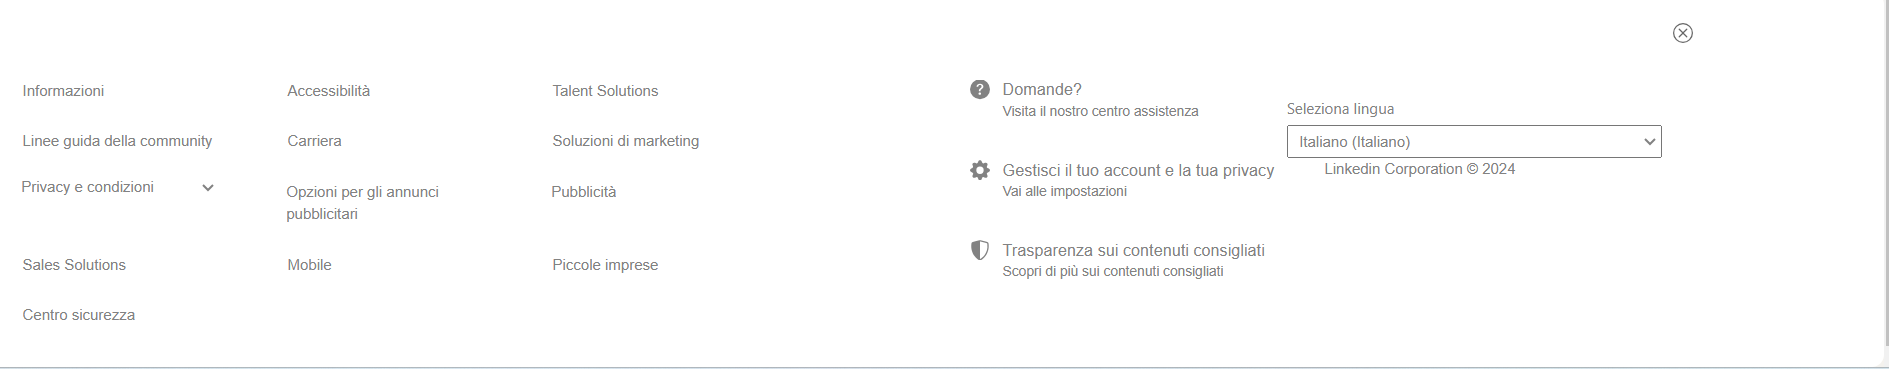 Informazioni
Accessibilità
Talent Solutions
Linee guida della community
Carriera
Soluzioni di marketing
Privacy e condizioni
Opzioni per gli annunci
pubblicitari
Pubblicità
Sales Solutions
Mobile
Piccole imprese
Centro sicurezza
Domande?
Visita il nostro centro assistenza
Gestisci il tuo account e la tua privacy
Vai alle impostazioni
Trasparenza sui contenuti consigliati
Scopri di più sui contenuti consigliati
Seleziona lingua
Italiano (Italiano)
Linkedin Corporation © 2024